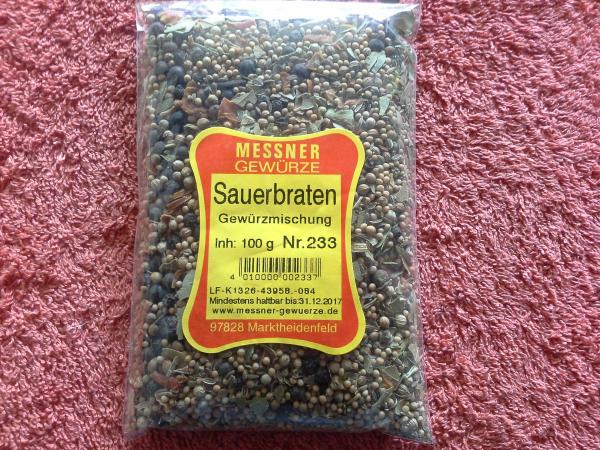 MESSNER
GEWÜRZE
Sauerbraten
Gewürzmischung
Inh: 100 g Nr.233
4 010000 002337
LF-K1326-43958.-084
Mindestens haltbar bis:31.12.2017
www.messner-gewuerze.de
97828 Marktheidenfeld